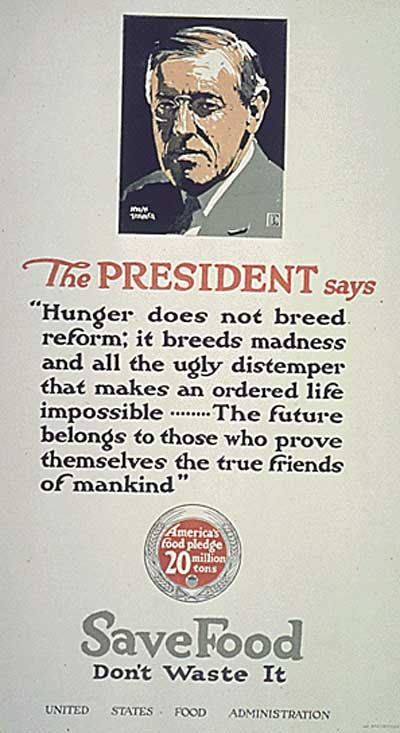 The PRESIDENT says
"Hunger does not breed
reform; it breeds madness
and all the ugly distemper
that makes an ordered life
impossible ········The future
belongs to those who prove
themselves the true friends
of mankind"
America's
food pledge
20 million
tons
Save Food
Don't Waste It
UNITED STATES · FOOD ADMINISTRATION